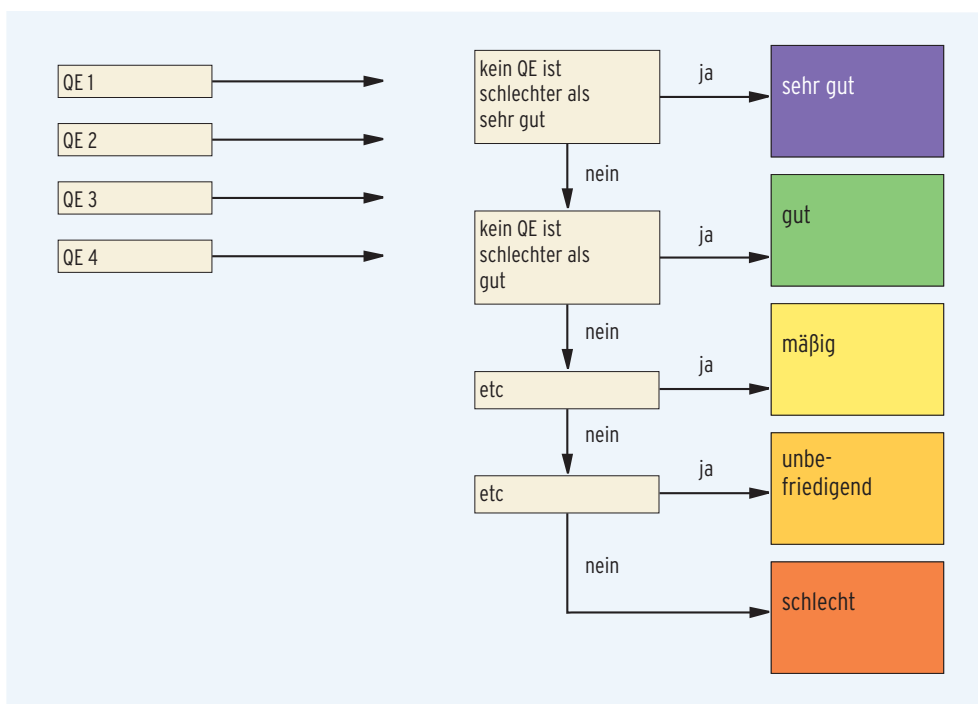 QE 1
QE 2
QE 3
QE 4
kein QE ist
schlechter als
sehr gut
ja
sehr gut
nein
kein QE ist
schlechter als
gut
ja
gut
nein
etc
ja
mäßig
nein
etc
ja
unbe-
friedigend
nein
schlecht